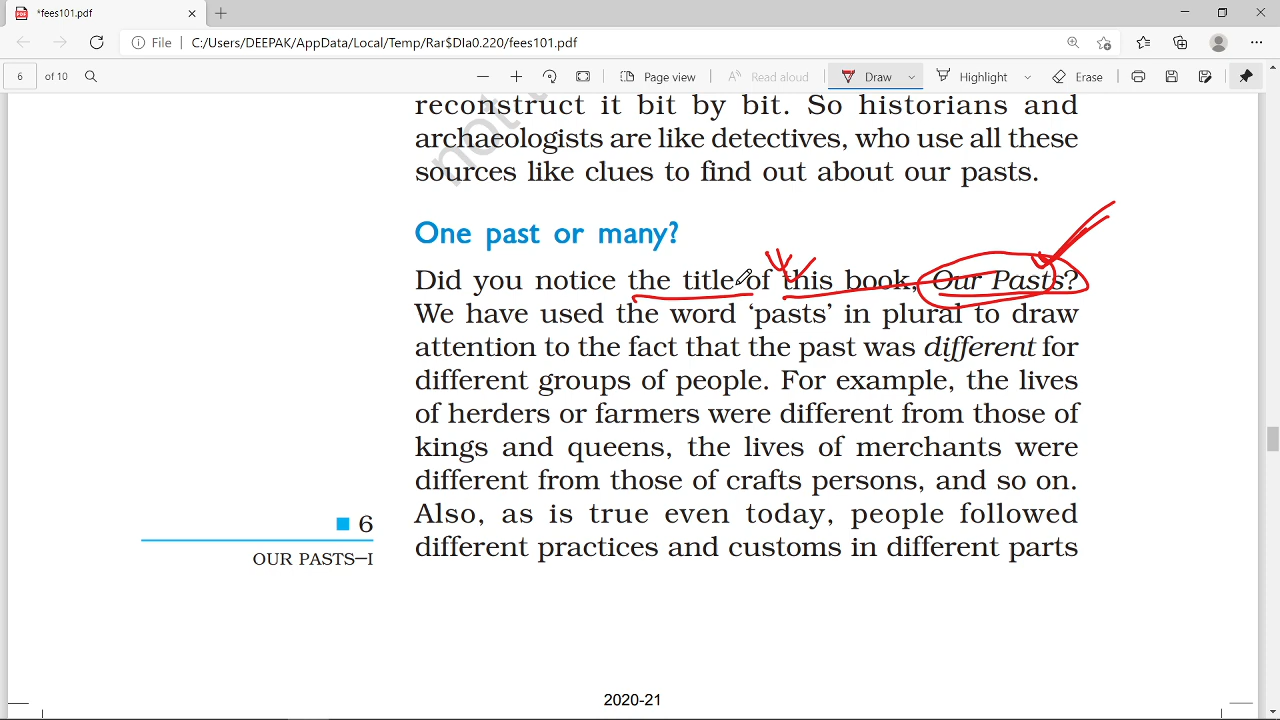 *fees101.pdf
File
C:/Users/DEEPAK/AppData/Local/Temp/Rar$DIa0.220/fees101.pdf
6 of 10
Page view
Read aloud
Draw
Highlight
Erase
reconstruct it bit by bit. So historians and
archaeologists are like detectives, who use all these
sources like clues to find out about our pasts.
not
One past or many?
Did you notice the title of this book, Our Pasts?
We have used the word ‘pasts’ in plural to draw
attention to the fact that the past was different for
different groups of people. For example, the lives
of herders or farmers were different from those of
kings and queens, the lives of merchants were
different from those of crafts persons, and so on.
Also, as is true even today, people followed
different practices and customs in different parts
6
OUR PASTS–I
2020-21